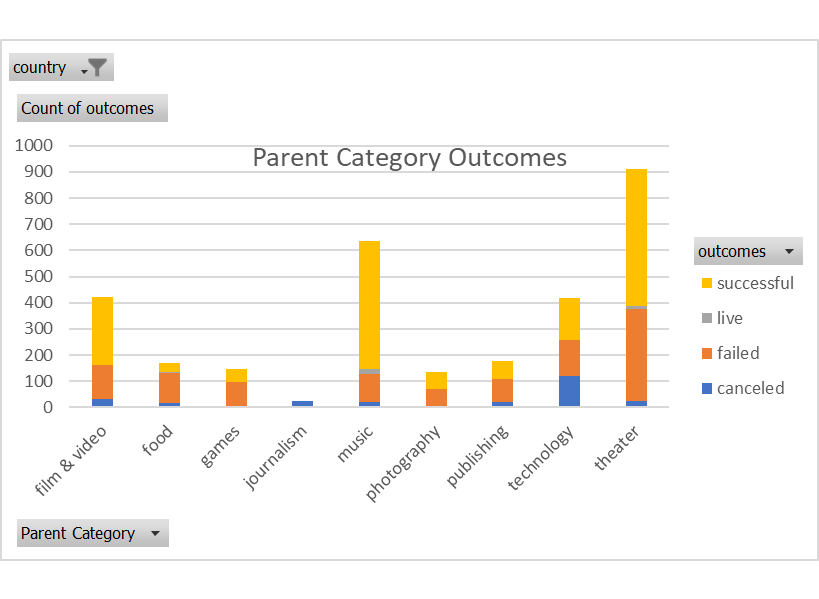 country
Count of outcomes
Parent Category Outcomes
1000
900
800
700
600
500
400
300
200
100
0
film & video
food
games
journalism
music
photography
publishing
technology
theater
outcomes
successful
live
failed
canceled
Parent Category